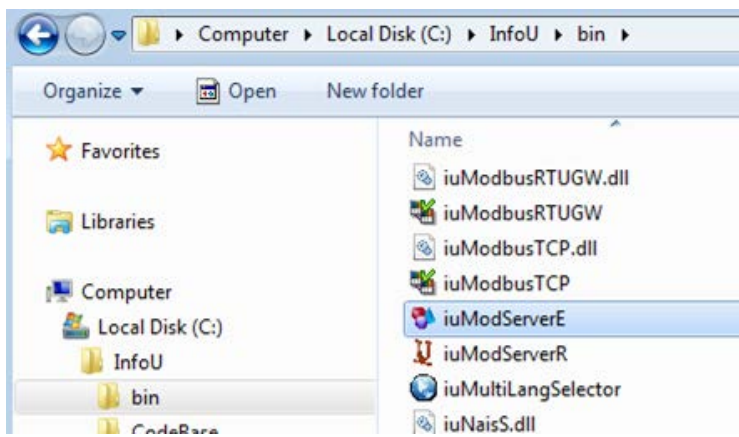 Computer Local Disk (C:) InfoU bin
Organize Open New folder
Favorites
Libraries
Computer
Local Disk (C:)
InfoU
bin
CodeBase
Name
iuModbusRTUGW.dll
iuModbusRTUGW
iuModbusTCP.dll
iuModbusTCP
iuModServerE
iuModServerR
iuMultiLangSelector
iuNaisS.dll